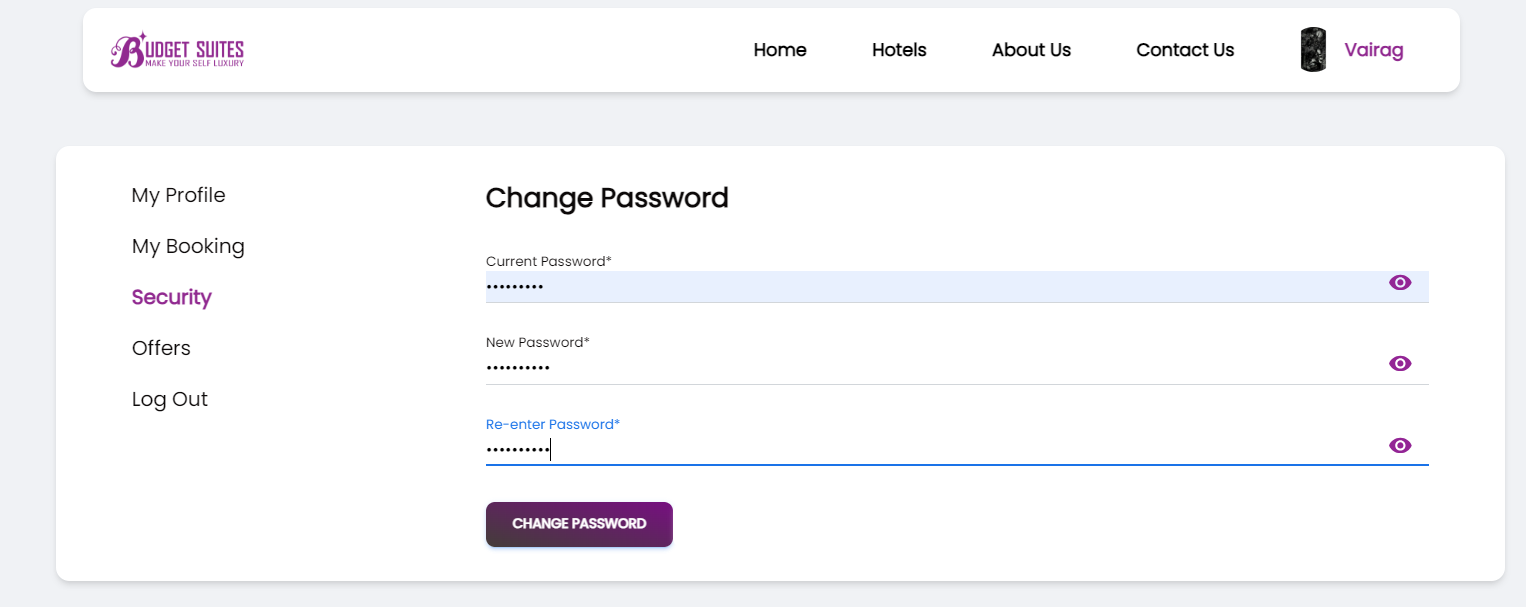 BUDGET SUITES
MAKE YOUR SELF LUXURY
Home Hotels About Us Contact Us Vairag
My Profile
My Booking
Security
Offers
Log Out
Change Password
Current Password*
•••••••••
New Password*
••••••••••
Re-enter Password*
••••••••••
CHANGE PASSWORD